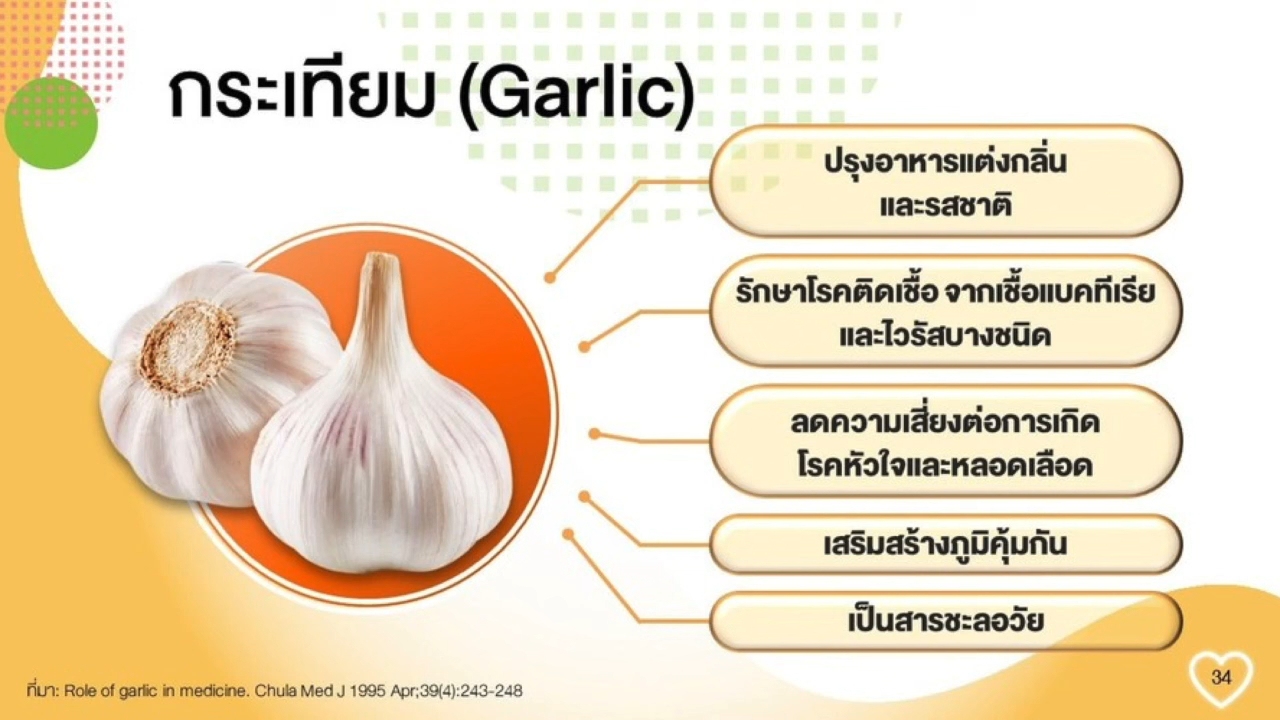 กระเทียม (Garlic)
ปรุงอาหารแต่งกลิ่น
และรสชาติ
รักษาโรคติดเชื้อ จากเชื้อแบคทีเรีย
และไวรัสบางชนิด
ลดความเสี่ยงต่อการเกิด
โรคหัวใจและหลอดเลือด
เสริมสร้างภูมิคุ้มกัน
เป็นสารชะลอวัย
ที่มา: Role of garlic in medicine. Chula Med J 1995 Apr;39(4):243-248
34